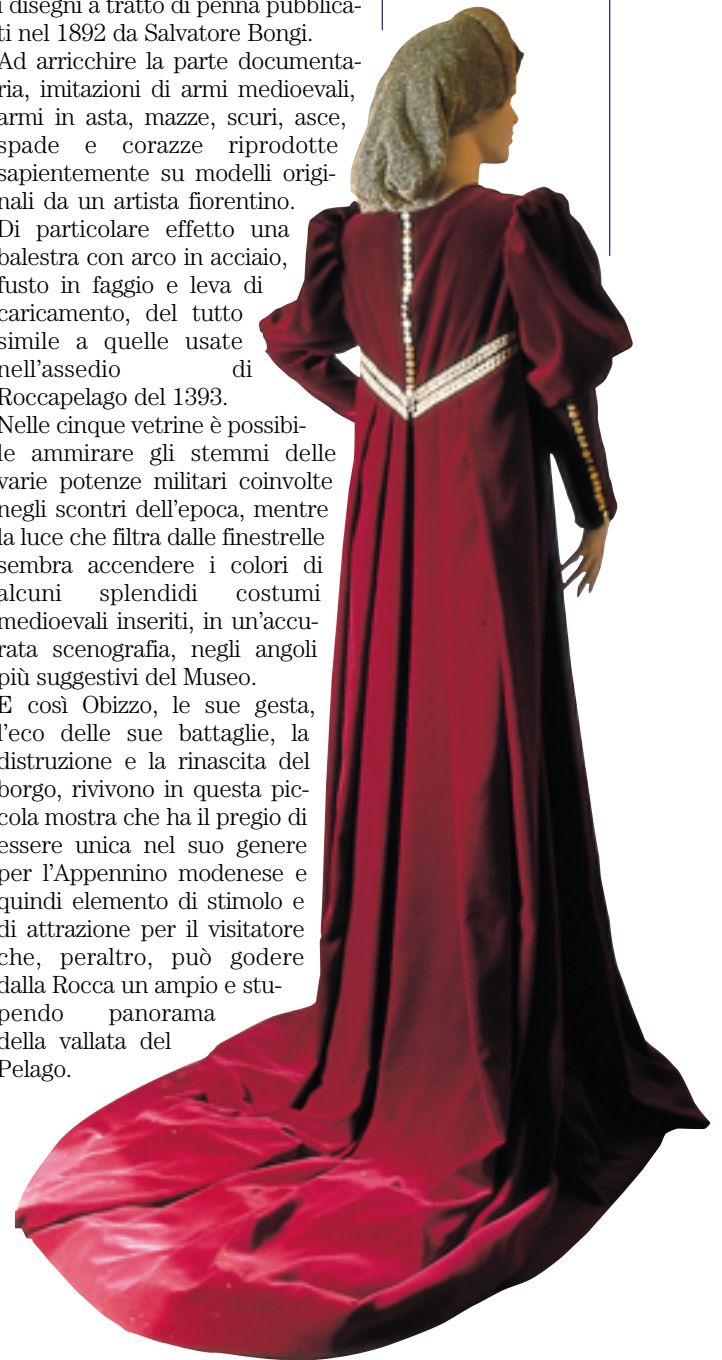 i disegni a tratto di penna pubblica-
ti nel 1892 da Salvatore Bongi.
Ad arricchire la parte documenta-
ria, imitazioni di armi medioevali,
armi in asta, mazze, scuri, asce,
spade e corazze riprodotte
sapientemente su modelli origi-
nali da un artista fiorentino.
Di particolare effetto una
balestra con arco in acciaio,
fusto in faggio e leva di
caricamento, del tutto
simile a quelle usate
nell'assedio di
Roccapelago del 1393.
Nelle cinque vetrine è possibi-
le ammirare gli stemmi delle
varie potenze militari coinvolte
negli scontri dell'epoca, mentre
la luce che filtra dalle finestrelle
sembra accendere i colori di
alcuni splendidi costumi
medioevali inseriti, in un'accu-
rata scenografia, negli angoli
più suggestivi del Museo.
E così Obizzo, le sue gesta,
l'eco delle sue battaglie, la
distruzione e la rinascita del
borgo, rivivono in questa pic-
cola mostra che ha il pregio di
essere unica nel suo genere
per l'Appennino modenese e
quindi elemento di stimolo e
di attrazione per il visitatore
che, peraltro, può godere
dalla Rocca un ampio e stu-
pendo panorama
della vallata del
Pelago.